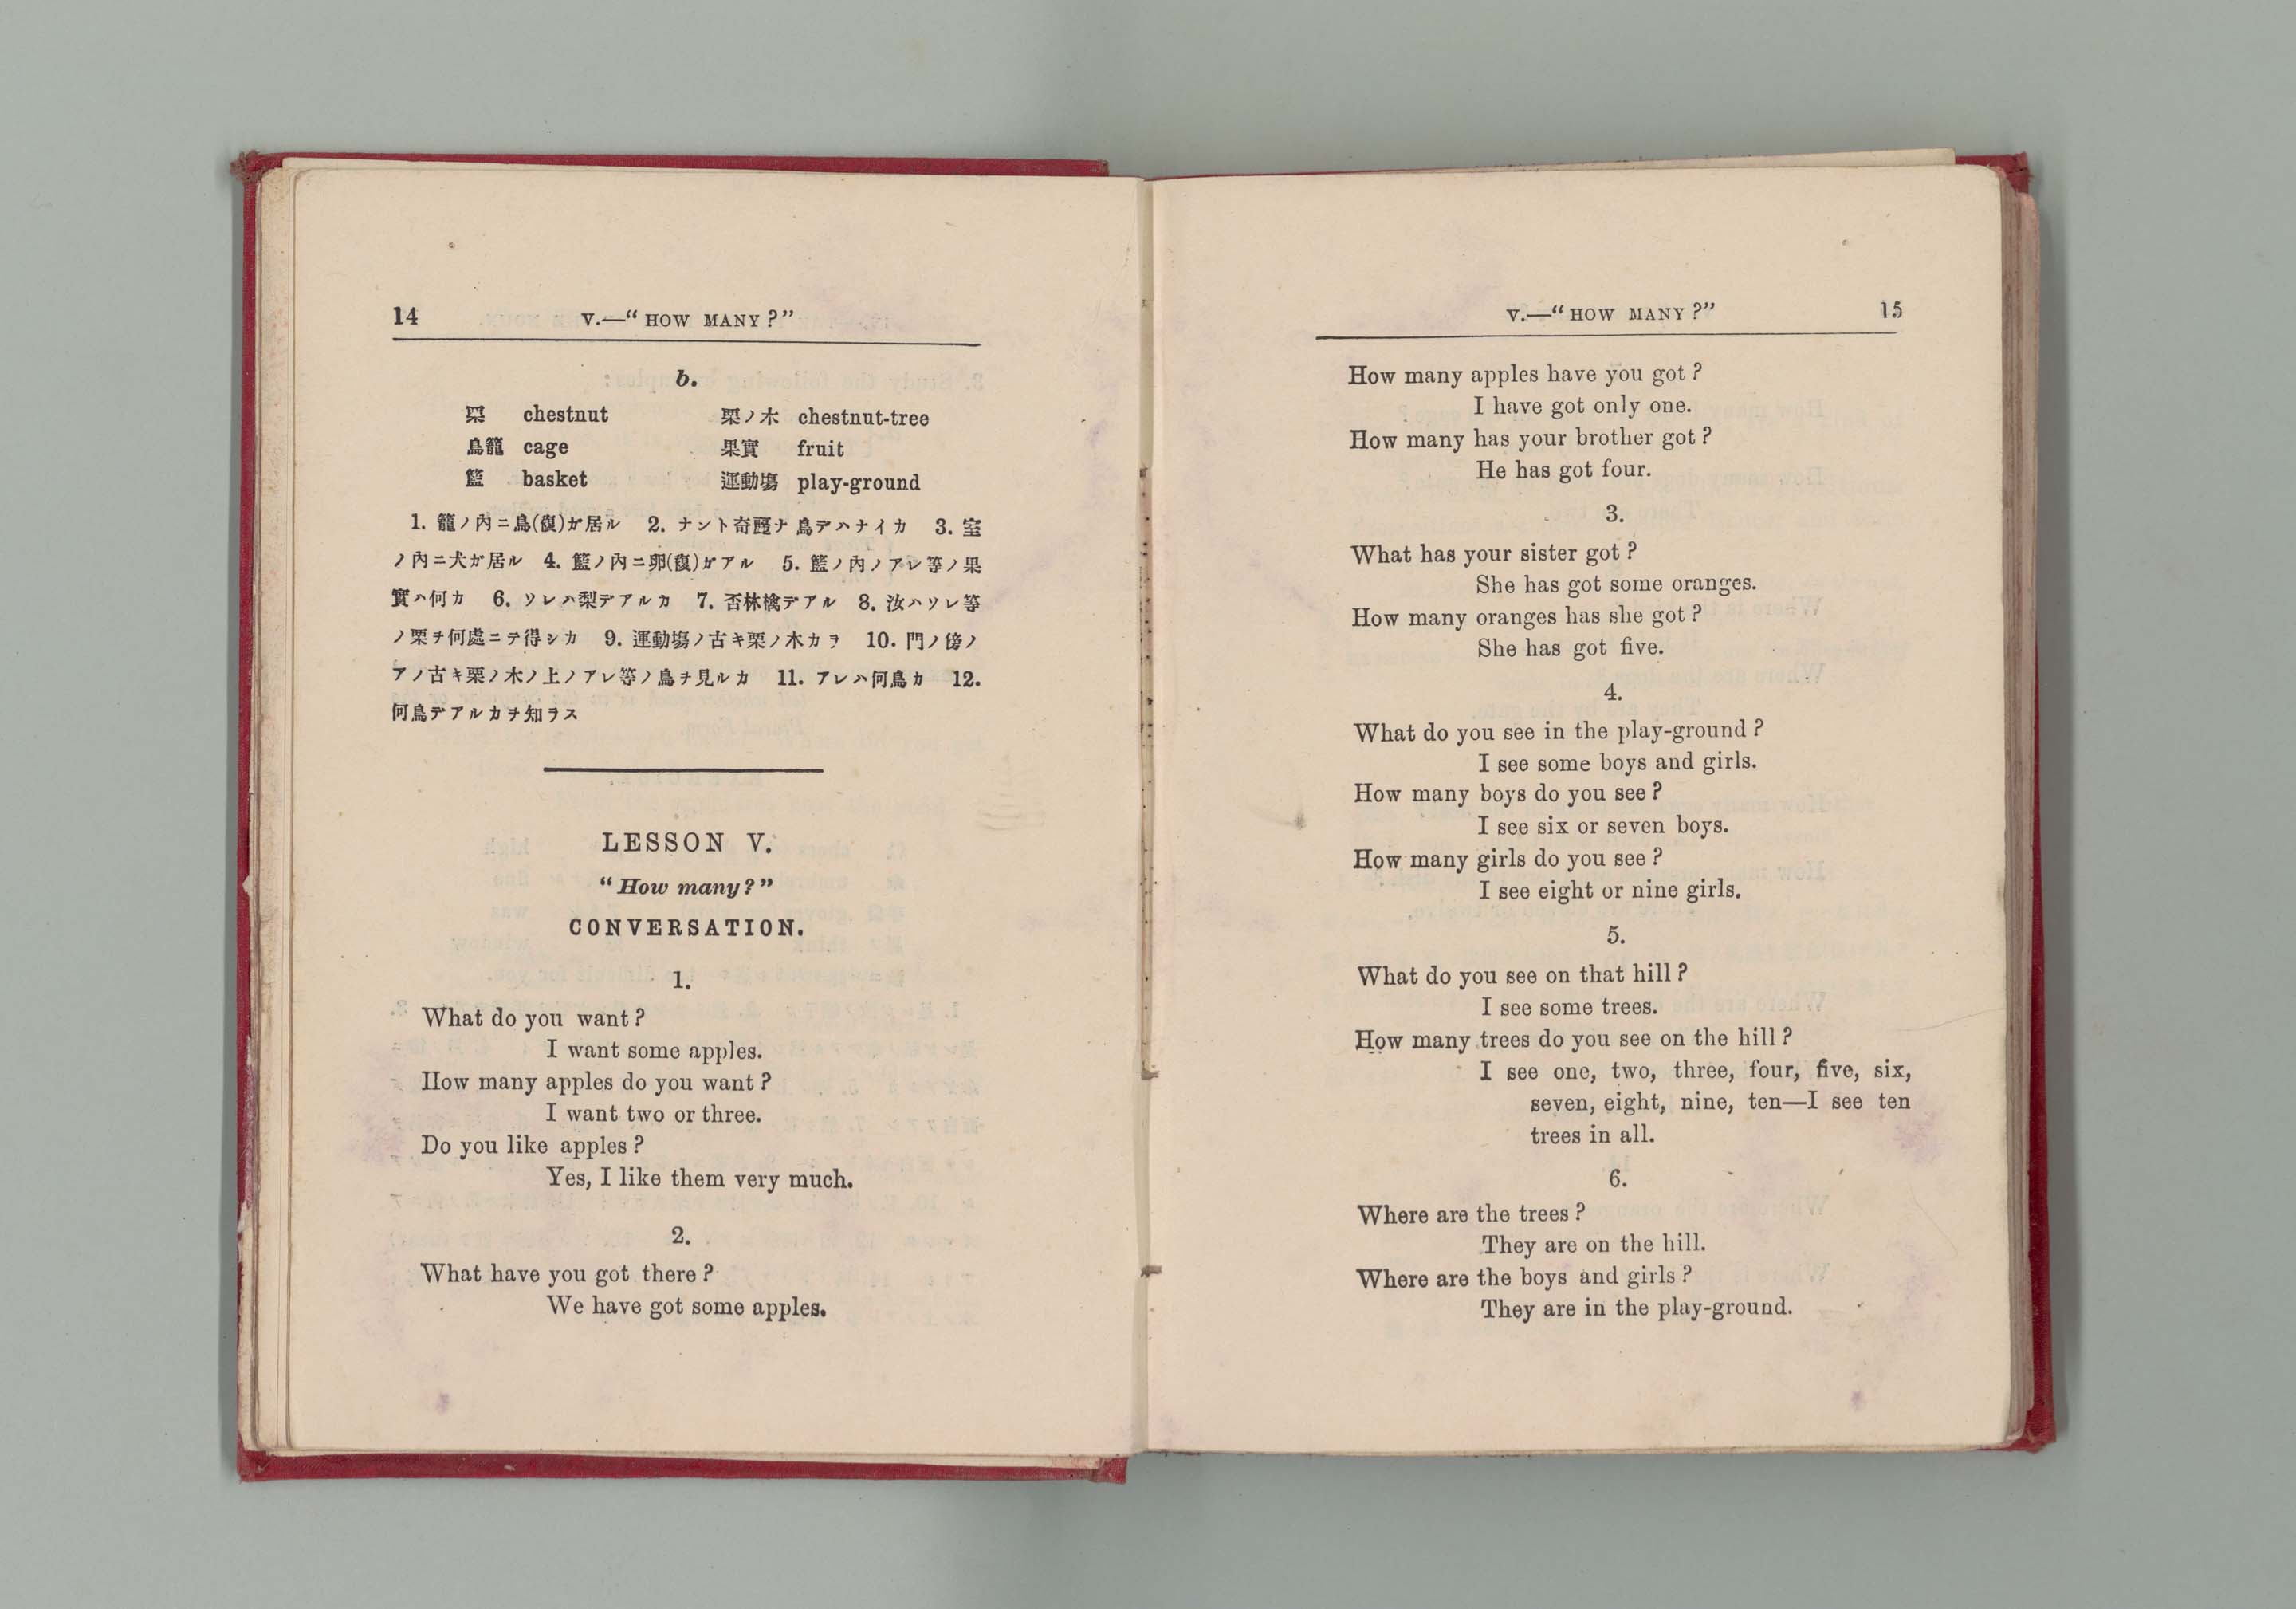 14 V.—“ HOW MANY ?”
b.
栗 chestnut 栗ノ木 chestnut-tree
鳥籠 cage 果實 fruit
籃 basket 運動塲 play-ground
1. 籠ノ內ニ鳥(複)ガ居ル 2. ナント奇麗ナ鳥デハナイカ 3. 室
ノ內ニ犬ガ居ル 4. 籃ノ內ニ卵(複)ガアル 5. 籃ノ內ノアレ等ノ果
實ハ何カ 6. ソレハ梨デアルカ 7. 否林檎デアル 8. 汝ハソレ等
ノ栗ヲ何處ニテ得シカ 9. 運動塲ノ古キ栗ノ木カラ 10. 門ノ傍ノ
アノ古キ栗ノ木ノ上ノアレ等ノ鳥ヲ見ルカ 11. アレハ何鳥カ 12.
何鳥デアルカヲ知ラス
LESSON V.
“ How many ? ”
CONVERSATION.
1.
What do you want ?
I want some apples.
How many apples do you want ?
I want two or three.
Do you like apples ?
Yes, I like them very much.
2.
What have you got there ?
We have got some apples.
V.—“ HOW MANY ?” 15
How many apples have you got ?
I have got only one.
How many has your brother got ?
He has got four.
3.
What has your sister got ?
She has got some oranges.
How many oranges has she got ?
She has got five.
4.
What do you see in the play-ground ?
I see some boys and girls.
How many boys do you see ?
I see six or seven boys.
How many girls do you see ?
I see eight or nine girls.
5.
What do you see on that hill ?
I see some trees.
How many trees do you see on the hill ?
I see one, two, three, four, five, six,
seven, eight, nine, ten—I see ten
trees in all.
6.
Where are the trees ?
They are on the hill.
Where are the boys and girls ?
They are in the play-ground.